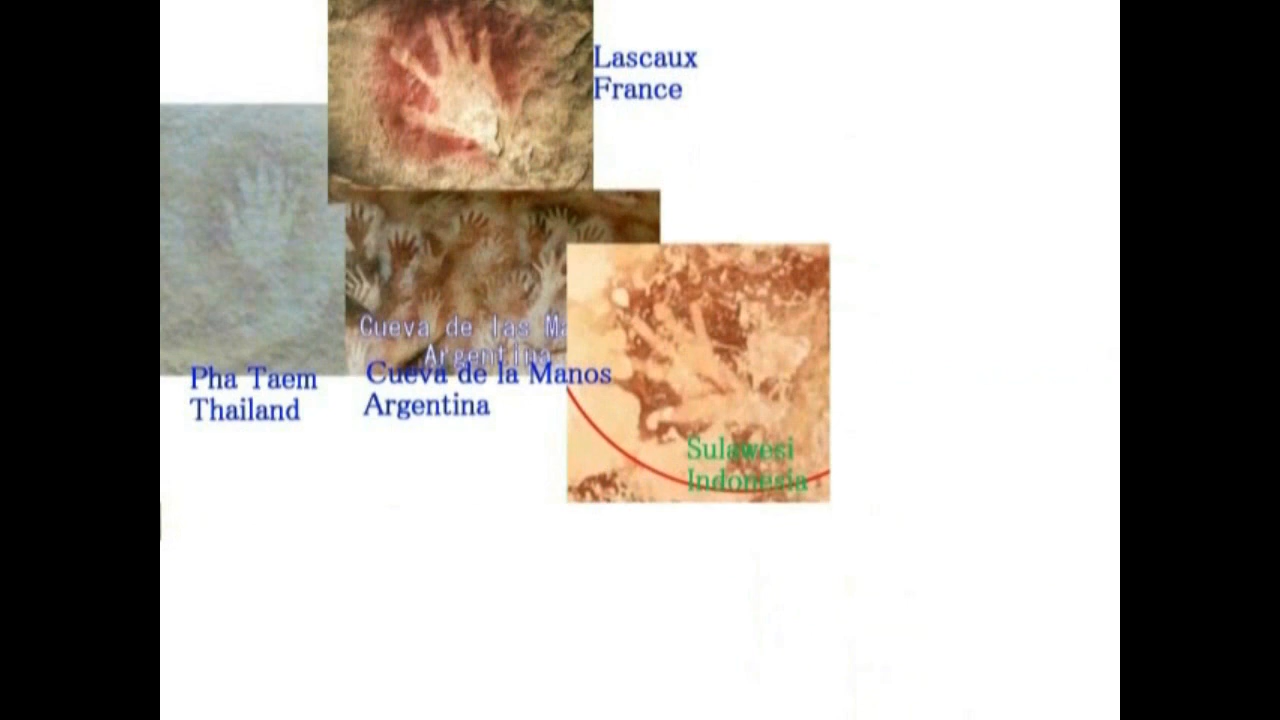 Lascaux
France
Cueva de las Ma
Argentina
Pha Taem
Thailand
Cueva de la Manos
Argentina
Sulawesi
Indonesia